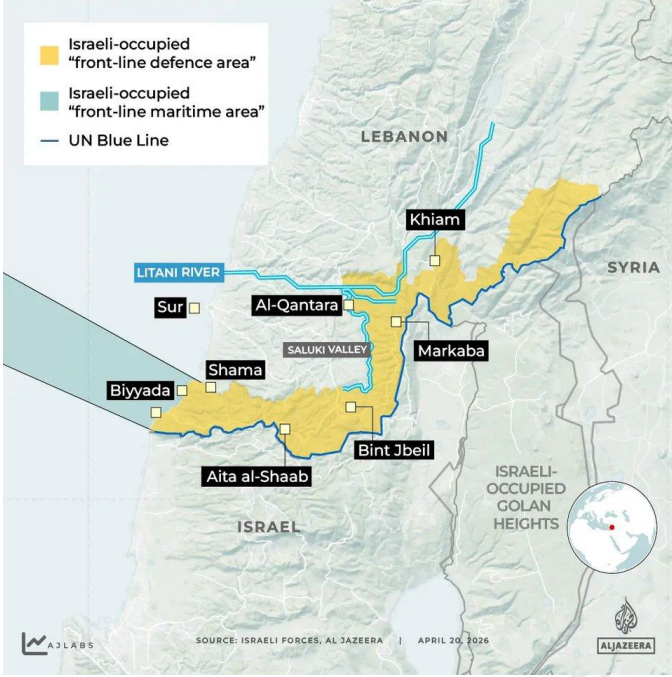 Israeli-occupied
“front-line defence area”
Israeli-occupied
“front-line maritime area”
UN Blue Line
LEBANON
Khiam
SYRIA
LITANI RIVER
Sur
Al-Qantara
SALUKI VALLEY
Markaba
Shama
Biyyada
Bint Jbeil
Aita al-Shaab
ISRAELI-
OCCUPIED
GOLAN
HEIGHTS
ISRAEL
AJLABS
SOURCE: ISRAELI FORCES, AL JAZEERA | APRIL 20, 2026
ALJAZEERA